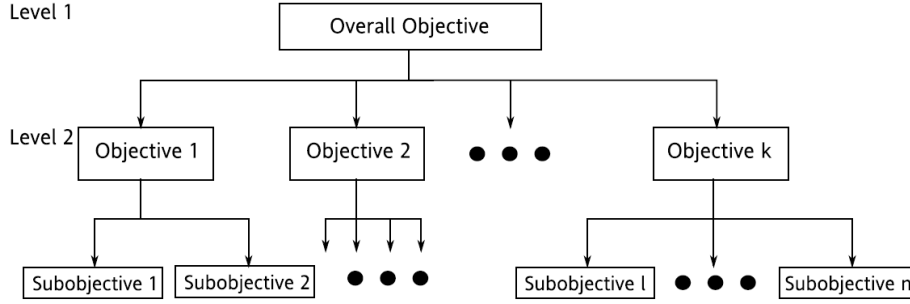 Level 1
Overall Objective
Level 2
Objective 1
Objective 2
Objective k
Subobjective 1
Subobjective 2
Subobjective l
Subobjective n